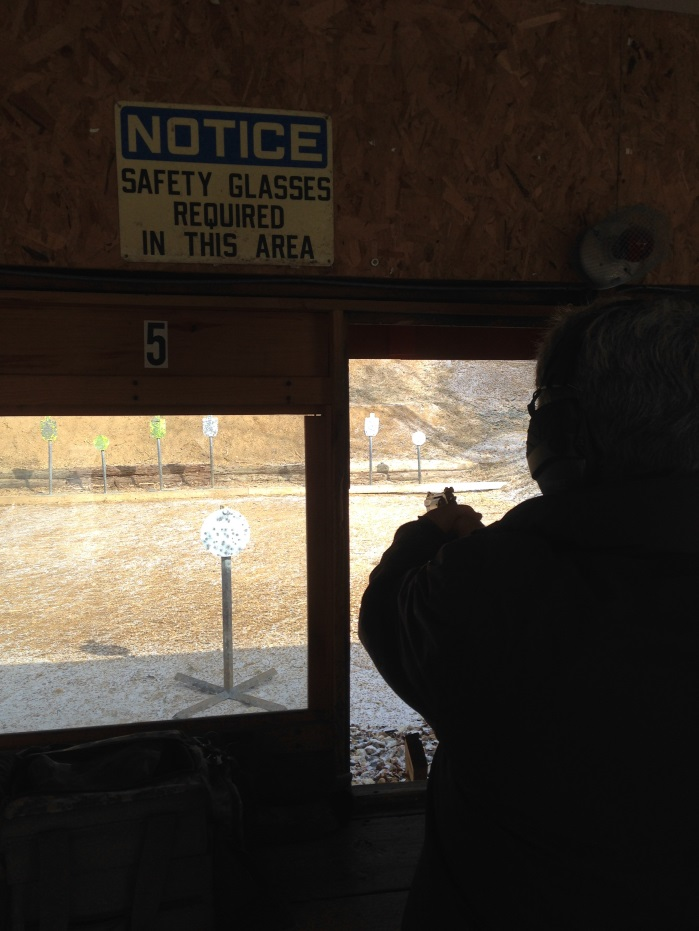 NOTICE
SAFETY GLASSES
REQUIRED
IN THIS AREA
5